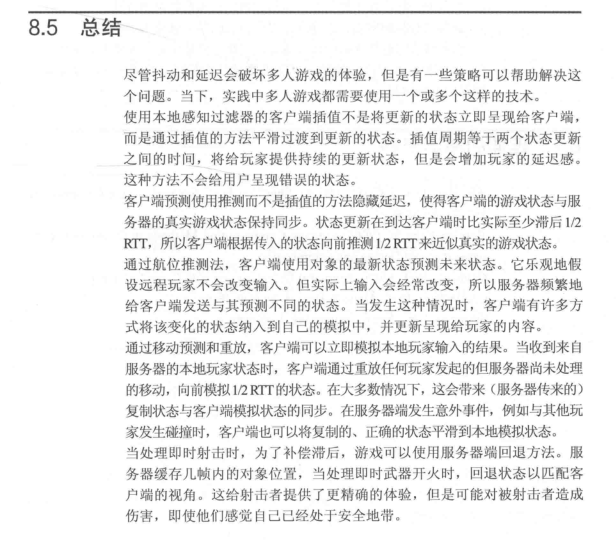 8.5 总结
尽管抖动和延迟会破坏多人游戏的体验，但是有一些策略可以帮助解决这
个问题。当下，实践中多人游戏都需要使用一个或多个这样的技术。
使用本地感知过滤器的客户端插值不是将更新的状态立即呈现给客户端，
而是通过插值的方法平滑过渡到更新的状态。插值周期等于两个状态更新
之间的时间，将给玩家提供持续的更新状态，但是会增加玩家的延迟感。
这种方法不会给用户呈现错误的状态。
客户端预测使用推测而不是插值的方法隐藏延迟，使得客户端的游戏状态与服
务器的真实游戏状态保持同步。状态更新在到达客户端时比实际至少滞后 1/2
RTT，所以客户端根据传入的状态向前推测 1/2 RTT 来近似真实的游戏状态。
通过航位推测法，客户端使用对象的最新状态预测未来状态。它乐观地假
设远程玩家不会改变输入。但实际上输入会经常改变，所以服务器频繁地
给客户端发送与其预测不同的状态。当发生这种情况时，客户端有许多方
式将该变化的状态纳入到自己的模拟中，并更新呈现给玩家的内容。
通过移动预测和重放，客户端可以立即模拟本地玩家输入的结果。当收到来自
服务器的本地玩家状态时，客户端通过重放任何玩家发起的但服务器尚未处理
的移动，向前模拟 1/2 RTT 的状态。在大多数情况下，这会带来（服务器传来的）
复制状态与客户端模拟状态的同步。在服务器端发生意外事件，例如与其他玩
家发生碰撞时，客户端也可以将复制的、正确的状态平滑到本地模拟状态。
当处理即时射击时，为了补偿滞后，游戏可以使用服务器端回退方法。服
务器缓存几帧内的对象位置，当处理即时武器开火时，回退状态以匹配客
户端的视角。这给射击者提供了更精确的体验，但是可能对被射击者造成
伤害，即使他们感觉自己已经处于安全地带。